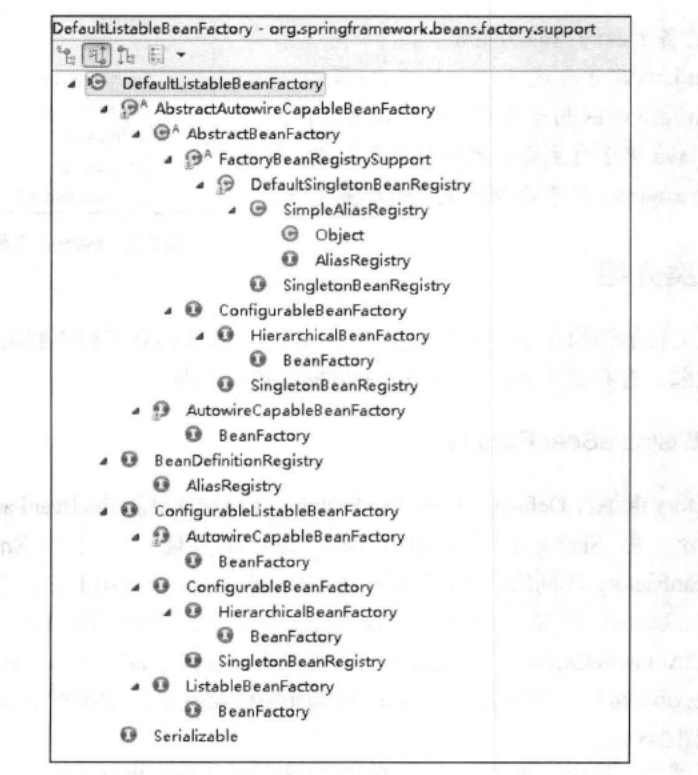 DefaultListableBeanFactory - org.springframework.beans.factory.support
DefaultListableBeanFactory
AbstractAutowireCapableBeanFactory
AbstractBeanFactory
FactoryBeanRegistrySupport
DefaultSingletonBeanRegistry
SimpleAliasRegistry
Object
AliasRegistry
SingletonBeanRegistry
ConfigurableBeanFactory
HierarchicalBeanFactory
BeanFactory
SingletonBeanRegistry
AutowireCapableBeanFactory
BeanFactory
BeanDefinitionRegistry
AliasRegistry
ConfigurableListableBeanFactory
AutowireCapableBeanFactory
BeanFactory
ConfigurableBeanFactory
HierarchicalBeanFactory
BeanFactory
SingletonBeanRegistry
ListableBeanFactory
BeanFactory
Serializable